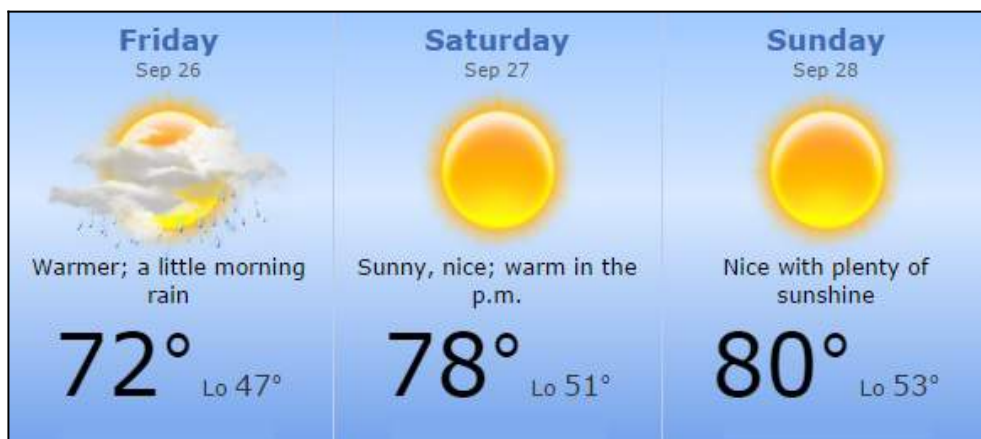 Friday
Sep 26
Warmer; a little morning
rain
72° Lo 47°
Saturday
Sep 27
Sunny, nice; warm in the
p.m.
78° Lo 51°
Sunday
Sep 28
Nice with plenty of
sunshine
80° Lo 53°